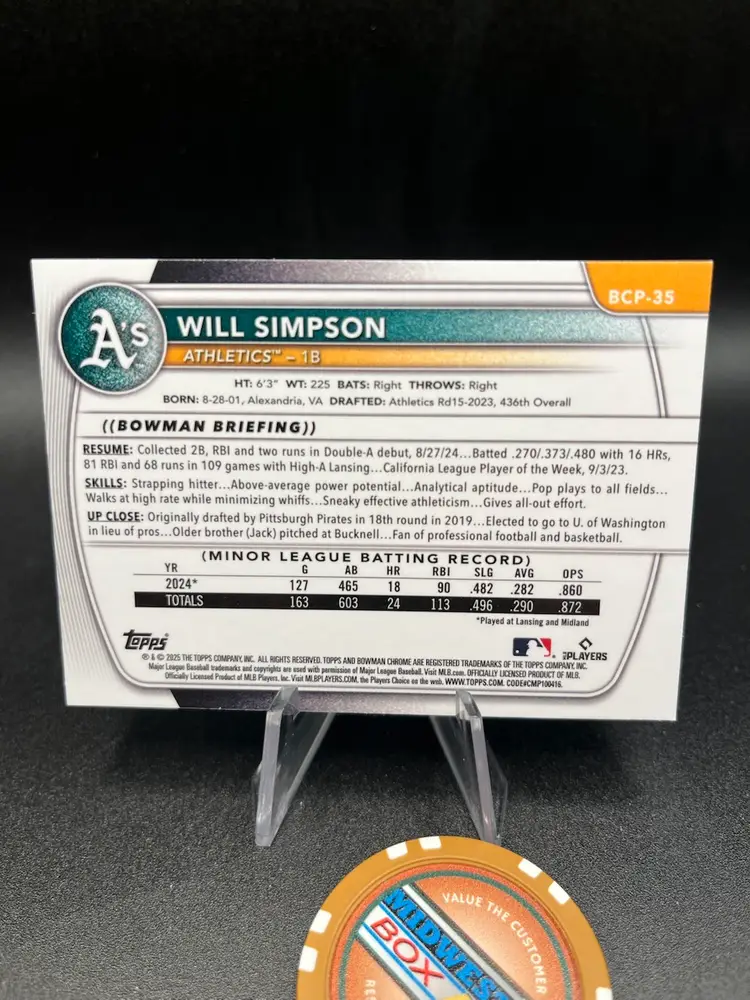 BCP-35
A's
WILL SIMPSON
ATHLETICS™ – 1B
HT: 6'3" WT: 225 BATS: Right THROWS: Right
BORN: 8-28-01, Alexandria, VA DRAFTED: Athletics Rd15-2023, 436th Overall
((BOWMAN BRIEFING))
RESUME: Collected 2B, RBI and two runs in Double-A debut, 8/27/24...Batted .270/.373/.480 with 16 HRs,
81 RBI and 68 runs in 109 games with High-A Lansing...California League Player of the Week, 9/3/23.
SKILLS: Strapping hitter...Above-average power potential...Analytical aptitude...Pop plays to all fields...
Walks at high rate while minimizing whiffs...Sneaky effective athleticism...Gives all-out effort.
UP CLOSE: Originally drafted by Pittsburgh Pirates in 18th round in 2019...Elected to go to U. of Washington
in lieu of pros...Older brother (Jack) pitched at Bucknell...Fan of professional football and basketball.
(MINOR LEAGUE BATTING RECORD)
YR G AB HR RBI SLG AVG OPS
2024* 127 465 18 90 .482 .282 .860
TOTALS 163 603 24 113 .496 .290 .872
*Played at Lansing and Midland
Topps®
PLAYERS
® & © 2025 THE TOPPS COMPANY, INC. ALL RIGHTS RESERVED. TOPPS AND BOWMAN CHROME ARE REGISTERED TRADEMARKS OF THE TOPPS COMPANY, INC.
Major League Baseball trademarks and copyrights are used with permission of Major League Baseball. Visit MLB.com. OFFICIALLY LICENSED PRODUCT OF MLB.
Officially Licensed Product of MLB Players, Inc. Visit MLBPLAYERS.COM, the Players Choice on the web. WWW.TOPPS.COM. CODE#CMP100416.
VALUE THE CUSTOMER
MIDWEST
BOX